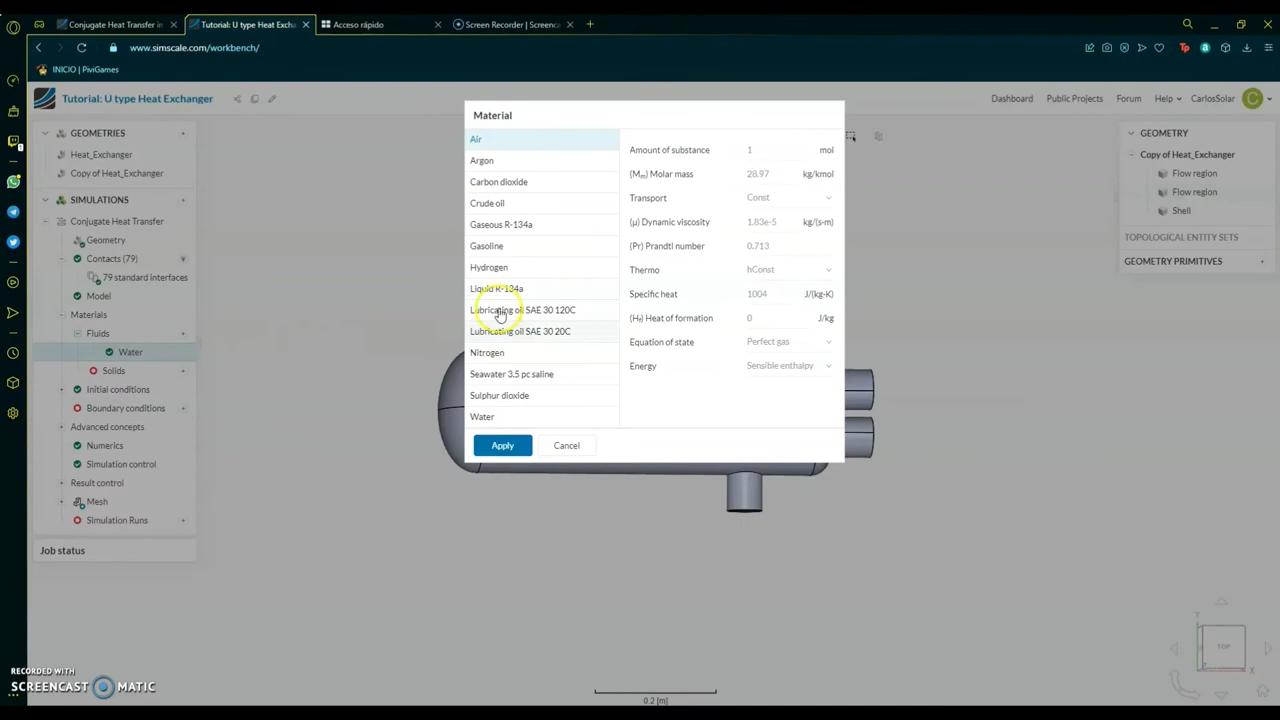 Conjugate Heat Transfer in
Tutorial: U type Heat Excha
Acceso rápido
Screen Recorder | Screenca
www.simscale.com/workbench/
INICIO | PiviGames
Tutorial: U type Heat Exchanger
Dashboard
Public Projects
Forum
Help
CarlosSolar
C
GEOMETRIES
Heat_Exchanger
Copy of Heat_Exchanger
SIMULATIONS
Conjugate Heat Transfer
Geometry
Contacts (79)
79 standard interfaces
Model
Materials
Fluids
Water
Solids
Initial conditions
Boundary conditions
Advanced concepts
Numerics
Simulation control
Result control
Mesh
Simulation Runs
Job status
Material
Air
Argon
Carbon dioxide
Crude oil
Gaseous R-134a
Gasoline
Hydrogen
Liquid R-134a
Lubricating oil SAE 30 120C
Lubricating oil SAE 30 20C
Nitrogen
Seawater 3.5 pc saline
Sulphur dioxide
Water
Amount of substance 1 mol
(Mm) Molar mass 28.97 kg/kmol
Transport Const
(μ) Dynamic viscosity 1.83e-5 kg/(s·m)
(Pr) Prandtl number 0.713
Thermo hConst
Specific heat 1004 J/(kg·K)
(Hf) Heat of formation 0 J/kg
Equation of state Perfect gas
Energy Sensible enthalpy
Apply
Cancel
GEOMETRY
Copy of Heat_Exchanger
Flow region
Flow region
Shell
TOPOLOGICAL ENTITY SETS
GEOMETRY PRIMITIVES
TOP
Y
Z
X
0.2 [m]
RECORDED WITH
SCREENCAST MATIC